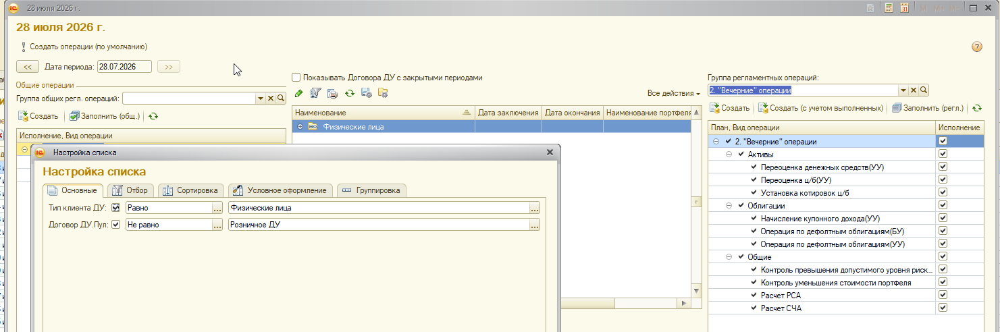 28 июля 2026 г.
28 июля 2026 г.
Создать операции (по умолчанию)
<< Дата периода: 28.07.2026 >>
Общие операции
Группа общих регл. операций:
Создать Заполнить (общ.)
Исполнение, Вид операции
Показывать Договора ДУ с закрытыми периодами
Все действия
Наименование Дата заключения Дата окончания Наименование портфеля
Физические лица
Группа регламентных операций:
2. "Вечерние" операции
Создать Создать (с учетом выполненных) Заполнить (регл.)
План, Вид операции Исполнение
2. "Вечерние" операции
Активы
Переоценка денежных средств(УУ)
Переоценка ц/б(УУ)
Установка котировок ц/б
Облигации
Начисление купонного дохода(УУ)
Операция по дефолтным облигациям(БУ)
Операция по дефолтным облигациям(УУ)
Общие
Контроль превышения допустимого уровня риск...
Контроль уменьшения стоимости портфеля
Расчет РСА
Расчет СЧА
Настройка списка
Настройка списка
Основные Отбор Сортировка Условное оформление Группировка
Тип клиента ДУ: Равно ... Физические лица ...
Договор ДУ.Пул: Не равно ... Розничное ДУ ...